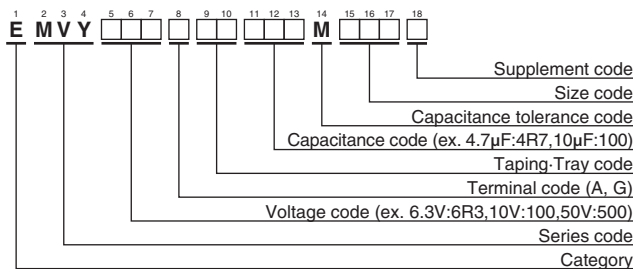 1 2 3 4 5 6 7 8 9 10 11 12 13 14 15 16 17 18
E M V Y □□□ □ □□ □□□ M □□□ □
Supplement code
Size code
Capacitance tolerance code
Capacitance code (ex. 4.7μF:4R7,10μF:100)
Taping·Tray code
Terminal code (A, G)
Voltage code (ex. 6.3V:6R3,10V:100,50V:500)
Series code
Category